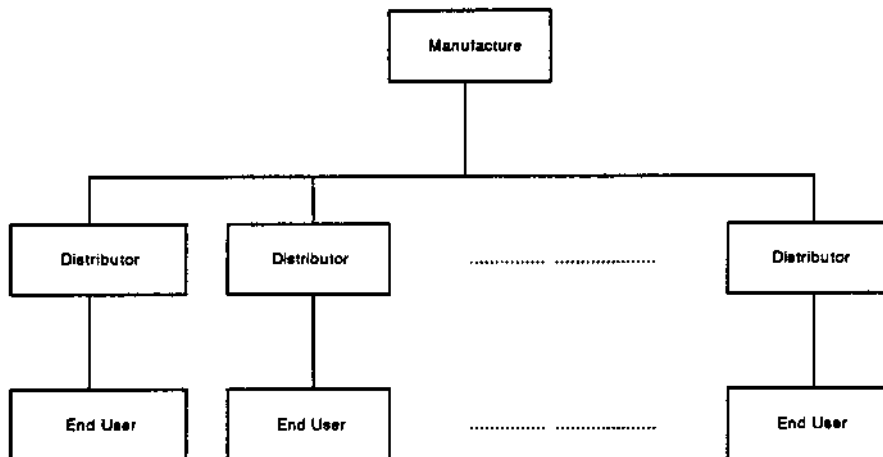 Manufacture
Distributor
Distributor
Distributor
End User
End User
End User